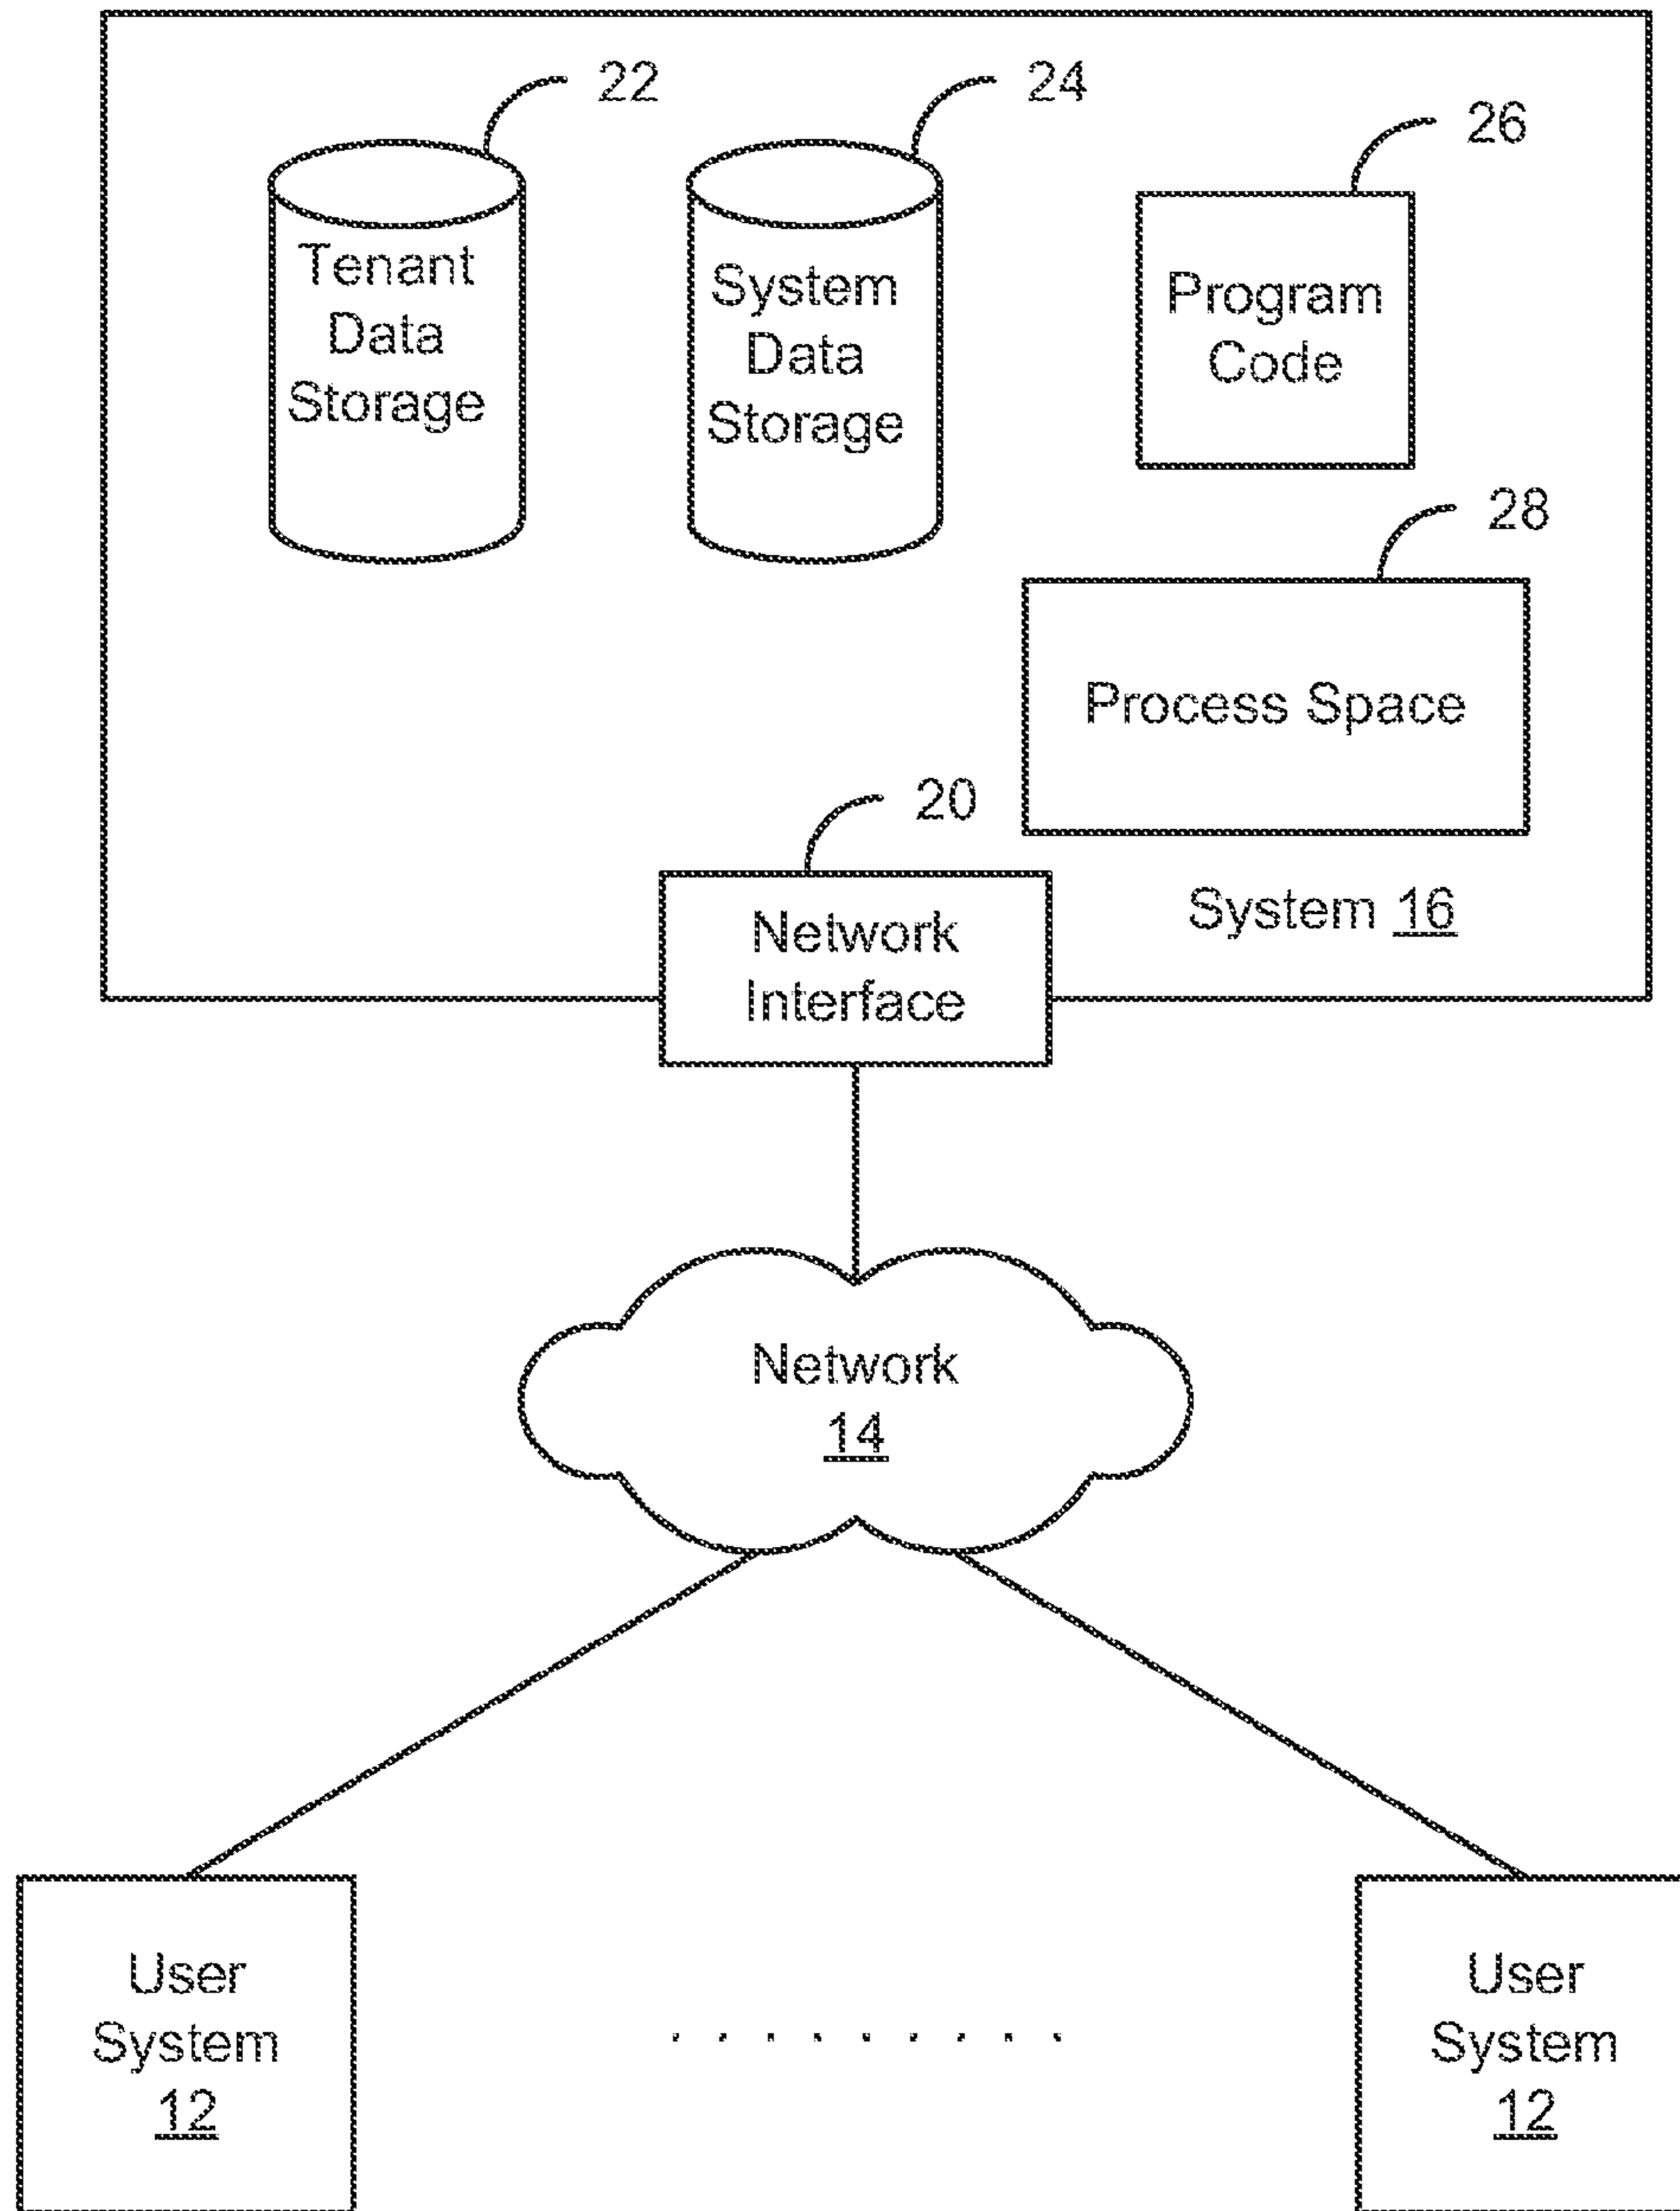 22
24
26
Tenant
Data
Storage
System
Data
Storage
Program
Code
28
Process Space
20
Network
Interface
System 16
Network
14
User
System
12
User
System
12